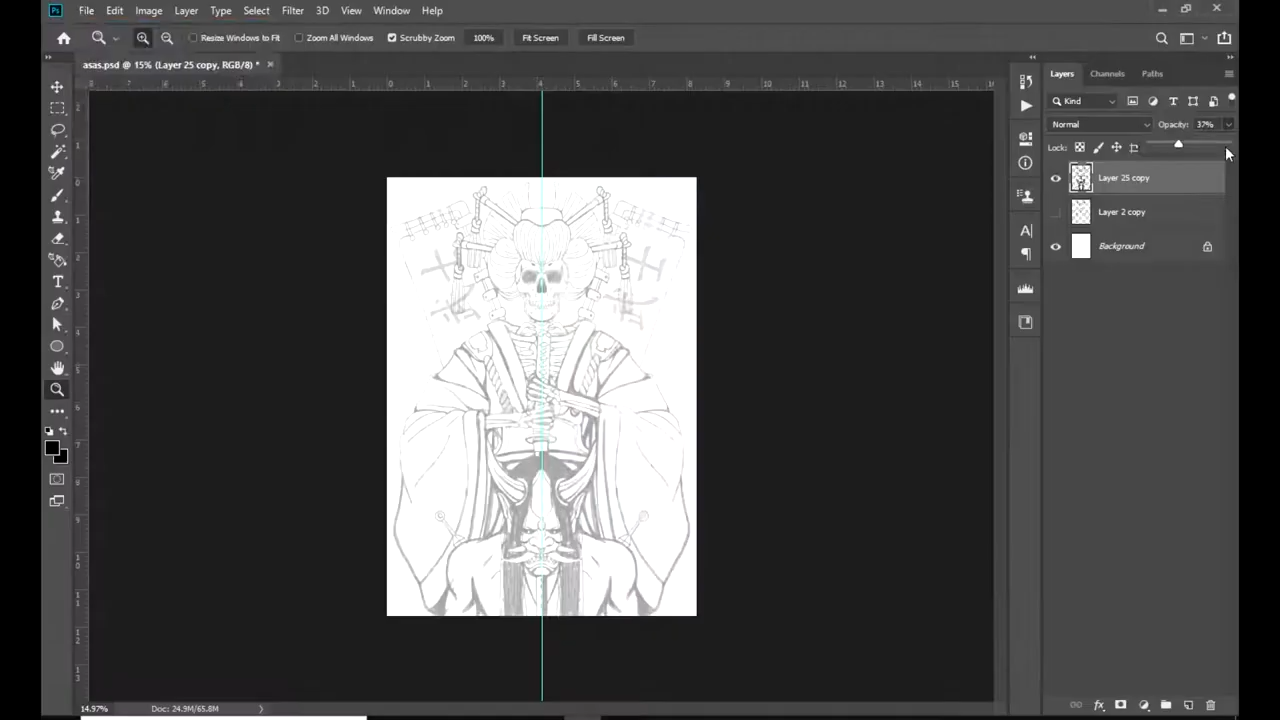 Ps File Edit Image Layer Type Select Filter 3D View Window Help
Resize Windows to Fit Zoom All Windows Scrubby Zoom 100% Fit Screen Fill Screen
asas.psd @ 15% (Layer 25 copy, RGB/8) * ×
Layers Channels Paths
Kind
Normal Opacity: 37%
Lock:
Layer 25 copy
Layer 2 copy
Background
14.97% Doc: 24.9M/65.8M